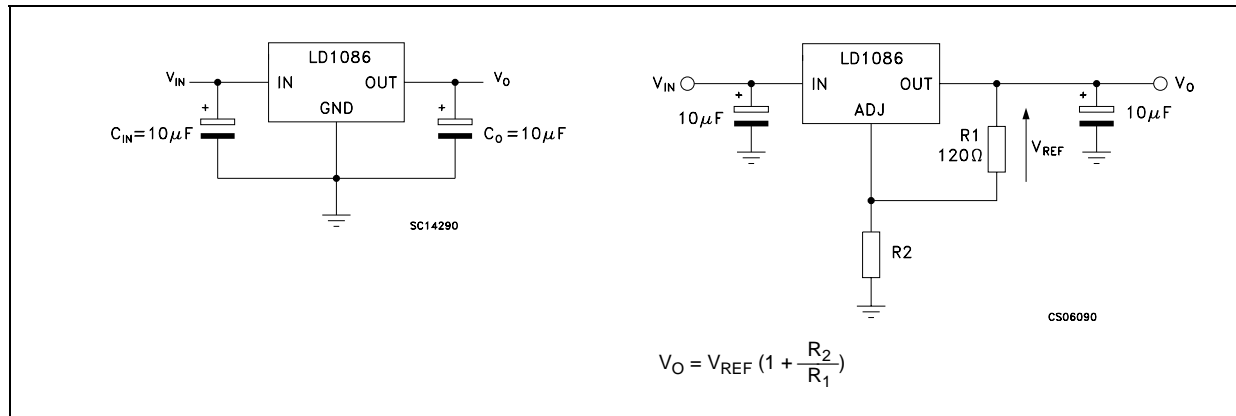 LD1086
V_IN IN OUT V_O
GND
+ +
C_IN=10μF C_O=10μF
SC14290
LD1086
V_IN IN OUT V_O
+ ADJ +
10μF R1 V_REF 10μF
120Ω
R2
CS06090
V_O = V_REF (1 + R_2/R_1)